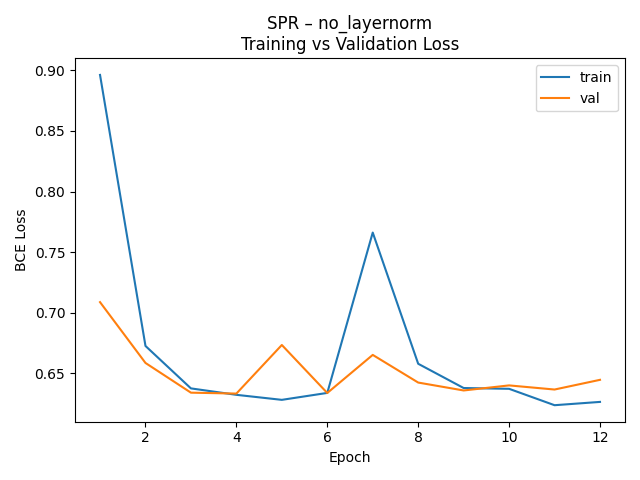 SPR – no_layernorm
Training vs Validation Loss
train
val
0.90
0.85
0.80
0.75
0.70
0.65
BCE Loss
2
4
6
8
10
12
Epoch